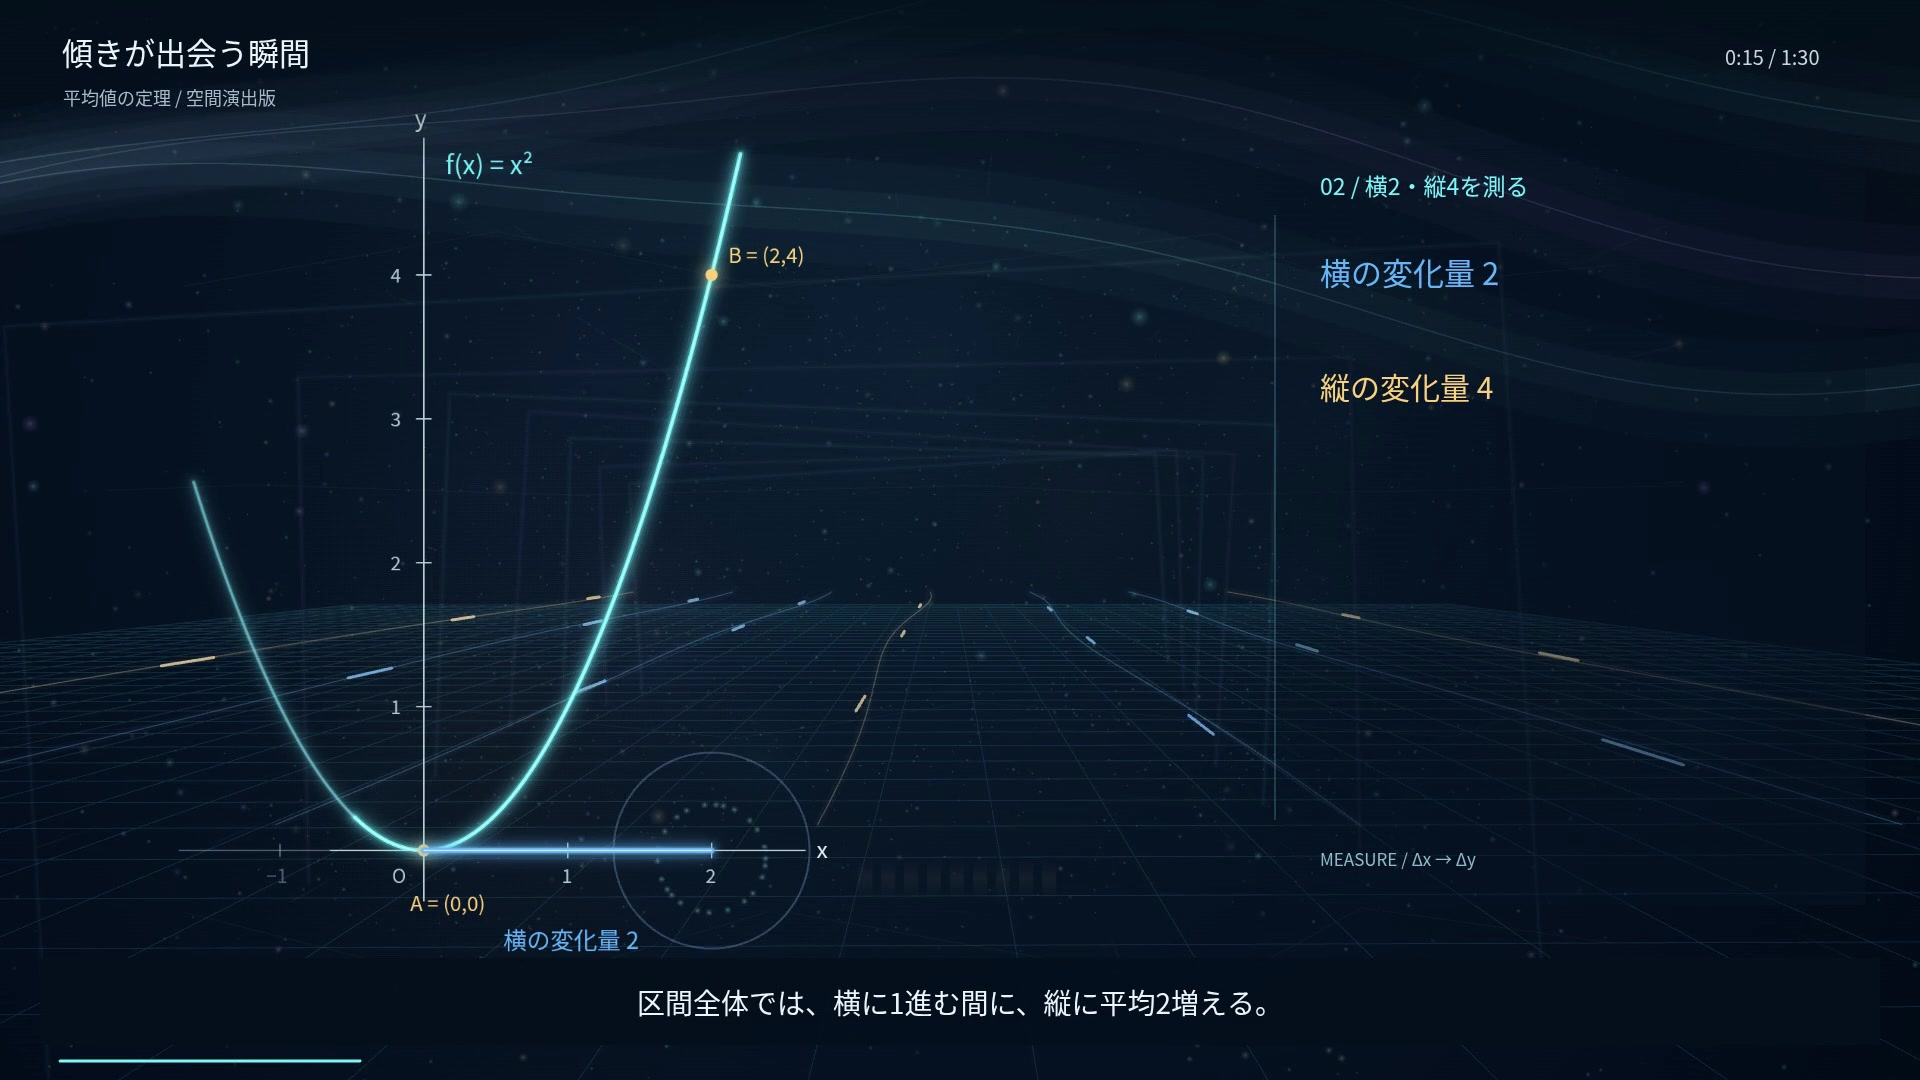 傾きが出会う瞬間
平均値の定理 / 空間演出版
0:15 / 1:30
y
f(x) = x²
02 / 横2・縦4を測る
B = (2,4)
横の変化量 2
4
縦の変化量 4
3
2
1
x
MEASURE / Δx → Δy
−1
O
1
2
A = (0,0)
横の変化量 2
区間全体では、横に1進む間に、縦に平均2増える。